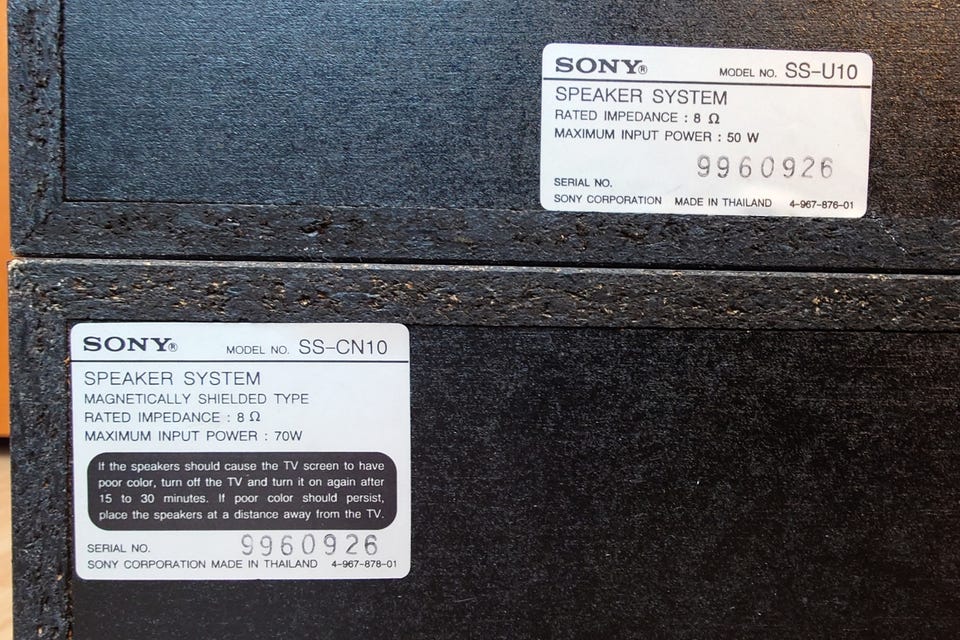 SONY® MODEL NO. SS-U10
SPEAKER SYSTEM
RATED IMPEDANCE : 8 Ω
MAXIMUM INPUT POWER : 50 W
9960926
SERIAL NO.
SONY CORPORATION MADE IN THAILAND 4-967-876-01
SONY® MODEL NO. SS-CN10
SPEAKER SYSTEM
MAGNETICALLY SHIELDED TYPE
RATED IMPEDANCE : 8 Ω
MAXIMUM INPUT POWER : 70W
If the speakers should cause the TV screen to have
poor color, turn off the TV and turn it on again after
15 to 30 minutes. If poor color should persist,
place the speakers at a distance away from the TV.
SERIAL NO. 9960926
SONY CORPORATION MADE IN THAILAND 4-967-878-01